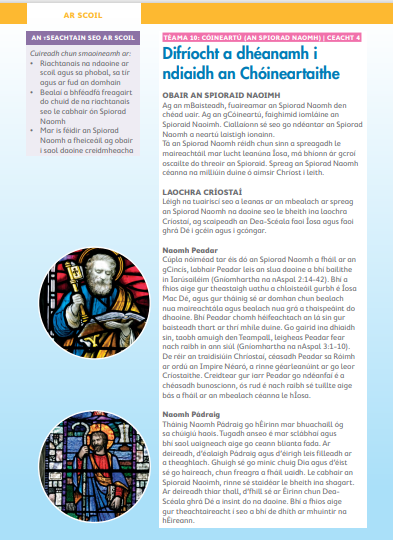 AR SCOIL
AN tSEACHTAIN SEO AR SCOIL
Cuireadh chun smaoineamh ar:
• Riachtanais na ndaoine ar
scoil agus sa phobal, sa tír
agus ar fud an domhain
• Bealaí a bhféadfá freagairt
do chuid de na riachtanais
seo le cabhair ón Spiorad
Naomh
• Mar is féidir an Spiorad
Naomh a fheiceáil ag obair
i saol daoine creidmheacha
TÉAMA 10: CÓINEARTÚ (AN SPIORAD NAOMH) | CEACHT 4
Difríocht a dhéanamh i
ndiaidh an Chóineartaithe
OBAIR AN SPIORAID NAOIMH
Ag an mBaisteadh, fuaireamar an Spiorad Naomh den
chéad uair. Ag an gCóineartú, faighimid iomláine an
Spioraid Naoimh. Ciallaíonn sé seo go ndéantar an Spiorad
Naomh a neartú laistigh ionainn.
Tá an Spiorad Naomh réidh chun sinn a spreagadh le
maireachtáil mar lucht leanúna Íosa, má bhíonn ár gcroí
oscailte do threoir an Spioraid. Spreag an Spiorad Naomh
céanna na milliúin duine ó aimsir Chríost i leith.
LAOCHRA CRÍOSTAÍ
Léigh na tuairiscí seo a leanas ar an mbealach ar spreag
an Spiorad Naomh na daoine seo le bheith ina laochra
Críostaí, ag scaipeadh an Dea-Scéala faoi Íosa agus faoi
ghrá Dé i gcéin agus i gcóngar.
Naomh Peadar
Cúpla nóiméad tar éis dó an Spiorad Naomh a fháil ar an
gCincís, labhair Peadar leis an slua daoine a bhí bailithe
in Iarúsailéim (Gníomhartha na nAspal 2:14-42). Bhí a
fhios aige gur theastaigh uathu a chloisteáil gurbh é Íosa
Mac Dé, agus gur tháinig sé ar domhan chun bealach
nua maireachtála agus bealach nua grá a thaispeáint do
dhaoine. Bhí Peadar chomh héifeachtach an lá sin gur
baisteadh thart ar thrí mhíle duine. Go gairid ina dhiaidh
sin, taobh amuigh den Teampall, leigheas Peadar fear
nach raibh in ann siúl (Gníomhartha na nAspal 3:1-10).
De réir an traidisiúin Chríostaí, céasadh Peadar sa Róimh
ar ordú an Impire Néaró, a rinne géarleanúint ar go leor
Críostaithe. Creidtear gur iarr Peadar go ndéanfaí é a
chéasadh bunoscionn, ós rud é nach raibh sé tuillte aige
bás a fháil ar an mbealach céanna le hÍosa.
Naomh Pádraig
Tháinig Naomh Pádraig go hÉirinn mar bhuachaill óg
sa chúigiú haois. Tugadh anseo é mar sclábhaí agus
bhí saol uaigneach aige go ceann blianta fada. Ar
deireadh, d'éalaigh Pádraig agus d'éirigh leis filleadh ar
a theaghlach. Ghuigh sé go minic chuig Dia agus d'éist
sé go haireach, chun freagra a fháil uaidh. Le cabhair an
Spioraid Naoimh, rinne sé staidéar le bheith ina shagart.
Ar deireadh thiar thall, d'fhill sé ar Éirinn chun Dea-
Scéala ghrá Dé a insint do na daoine. Bhí a fhios aige
gur theachtaireacht í seo a bhí de dhíth ar mhuintir na
hÉireann.